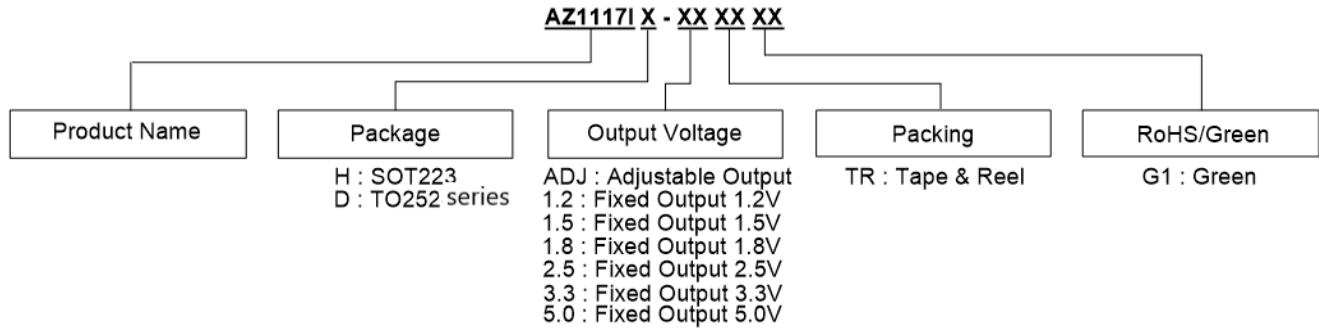 AZ1117I X - XX XX XX
Product Name
Package
Output Voltage
Packing
RoHS/Green
H : SOT223
D : TO252 series
ADJ : Adjustable Output
1.2 : Fixed Output 1.2V
1.5 : Fixed Output 1.5V
1.8 : Fixed Output 1.8V
2.5 : Fixed Output 2.5V
3.3 : Fixed Output 3.3V
5.0 : Fixed Output 5.0V
TR : Tape & Reel
G1 : Green